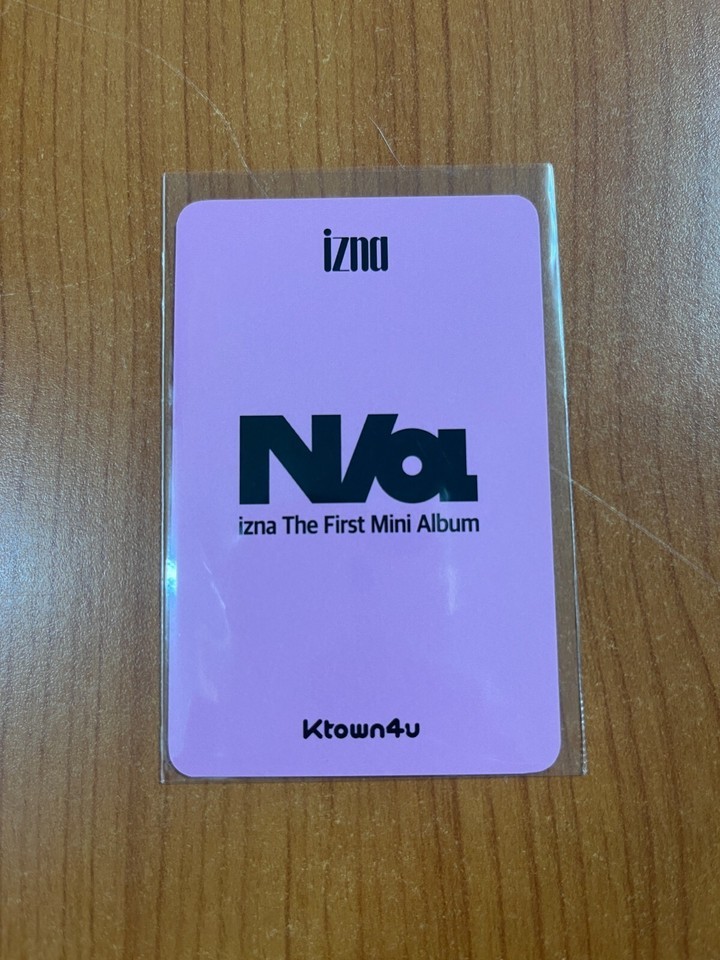 izna
N/a
izna The First Mini Album
Ktown4u